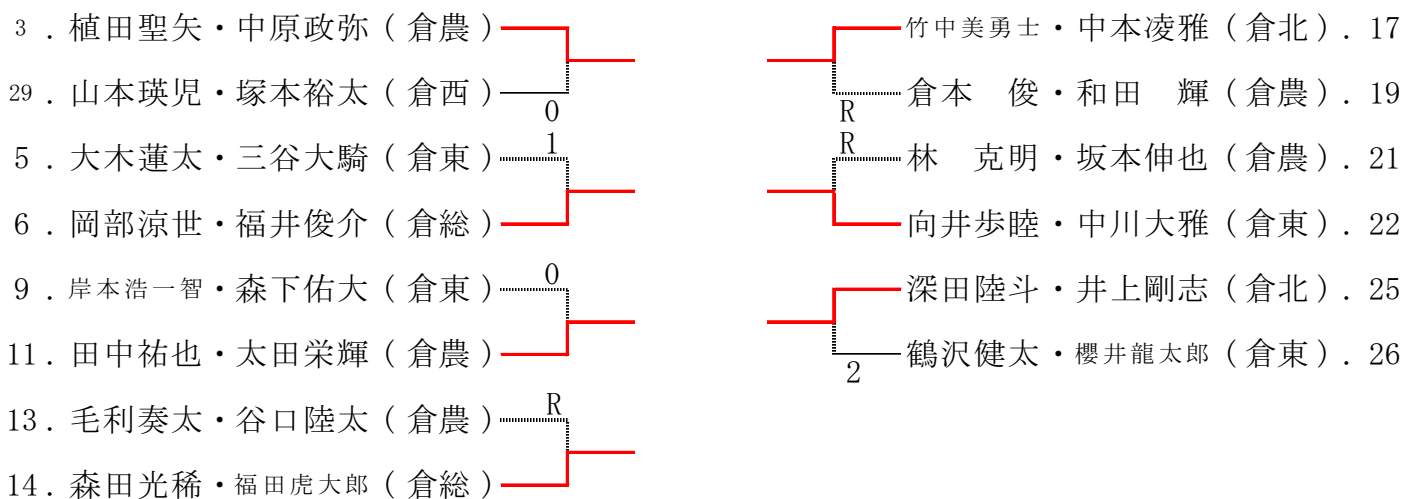 3 . 植田聖矢・中原政弥 ( 倉農 )
29 . 山本瑛児・塚本裕太 ( 倉西 )
0
1
5 . 大木蓮太・三谷大騎 ( 倉東 )
6 . 岡部涼世・福井俊介 ( 倉総 )
9 . 岸本浩一智・森下佑大 ( 倉東 )
0
11 . 田中祐也・太田栄輝 ( 倉農 )
13 . 毛利奏太・谷口陸太 ( 倉農 )
R
14 . 森田光稀・福田虎大郎 ( 倉総 )
竹中美勇士・中本凌雅 ( 倉北 ) . 17
倉本　俊・和田　輝 ( 倉農 ) . 19
R
R
林　克明・坂本伸也 ( 倉農 ) . 21
向井歩睦・中川大雅 ( 倉東 ) . 22
深田陸斗・井上剛志 ( 倉北 ) . 25
鶴沢健太・櫻井龍太郎 ( 倉東 ) . 26
2